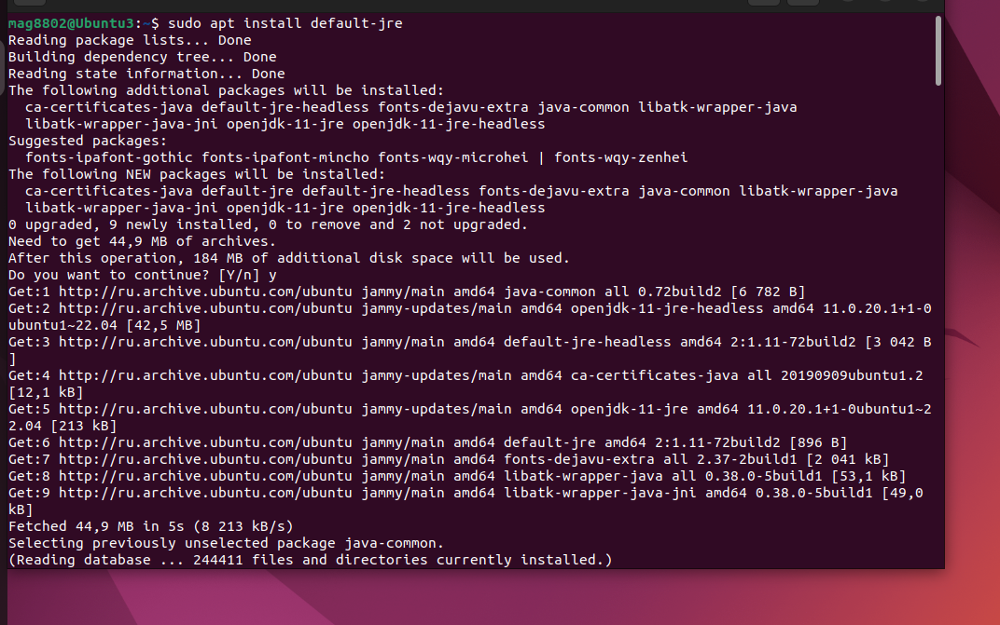 mag8802@Ubuntu3:~$ sudo apt install default-jre
Reading package lists... Done
Building dependency tree... Done
Reading state information... Done
The following additional packages will be installed:
  ca-certificates-java default-jre-headless fonts-dejavu-extra java-common libatk-wrapper-java
  libatk-wrapper-java-jni openjdk-11-jre openjdk-11-jre-headless
Suggested packages:
  fonts-ipafont-gothic fonts-ipafont-mincho fonts-wqy-microhei | fonts-wqy-zenhei
The following NEW packages will be installed:
  ca-certificates-java default-jre default-jre-headless fonts-dejavu-extra java-common libatk-wrapper-java
  libatk-wrapper-java-jni openjdk-11-jre openjdk-11-jre-headless
0 upgraded, 9 newly installed, 0 to remove and 2 not upgraded.
Need to get 44,9 MB of archives.
After this operation, 184 MB of additional disk space will be used.
Do you want to continue? [Y/n] y
Get:1 http://ru.archive.ubuntu.com/ubuntu jammy/main amd64 java-common all 0.72build2 [6 782 B]
Get:2 http://ru.archive.ubuntu.com/ubuntu jammy-updates/main amd64 openjdk-11-jre-headless amd64 11.0.20.1+1-0
ubuntu1~22.04 [42,5 MB]
Get:3 http://ru.archive.ubuntu.com/ubuntu jammy/main amd64 default-jre-headless amd64 2:1.11-72build2 [3 042 B
]
Get:4 http://ru.archive.ubuntu.com/ubuntu jammy-updates/main amd64 ca-certificates-java all 20190909ubuntu1.2
[12,1 kB]
Get:5 http://ru.archive.ubuntu.com/ubuntu jammy-updates/main amd64 openjdk-11-jre amd64 11.0.20.1+1-0ubuntu1~2
2.04 [213 kB]
Get:6 http://ru.archive.ubuntu.com/ubuntu jammy/main amd64 default-jre amd64 2:1.11-72build2 [896 B]
Get:7 http://ru.archive.ubuntu.com/ubuntu jammy/main amd64 fonts-dejavu-extra all 2.37-2build1 [2 041 kB]
Get:8 http://ru.archive.ubuntu.com/ubuntu jammy/main amd64 libatk-wrapper-java all 0.38.0-5build1 [53,1 kB]
Get:9 http://ru.archive.ubuntu.com/ubuntu jammy/main amd64 libatk-wrapper-java-jni amd64 0.38.0-5build1 [49,0
kB]
Fetched 44,9 MB in 5s (8 213 kB/s)
Selecting previously unselected package java-common.
(Reading database ... 244411 files and directories currently installed.)